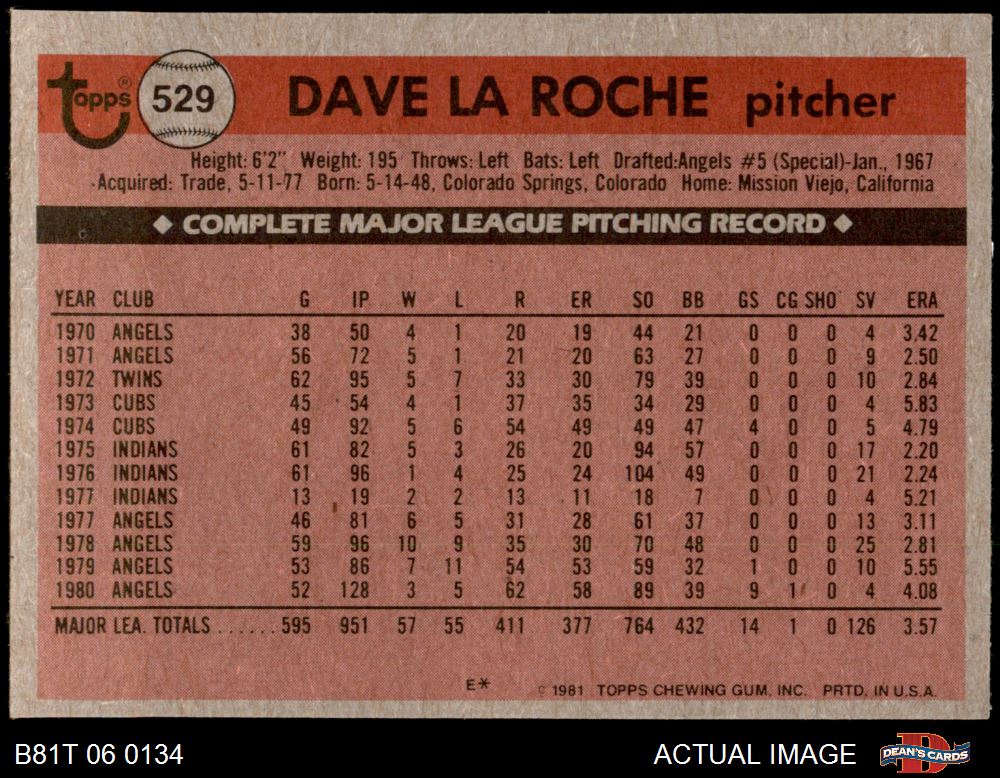 Topps® 529 DAVE LA ROCHE pitcher
Height: 6'2" Weight: 195 Throws: Left Bats: Left Drafted:Angels #5 (Special)-Jan., 1967
Acquired: Trade, 5-11-77 Born: 5-14-48, Colorado Springs, Colorado Home: Mission Viejo, California
◆ COMPLETE MAJOR LEAGUE PITCHING RECORD ◆
YEAR CLUB G IP W L R ER SO BB GS CG SHO SV ERA
1970 ANGELS 38 50 4 1 20 19 44 21 0 0 0 4 3.42
1971 ANGELS 56 72 5 1 21 20 63 27 0 0 0 9 2.50
1972 TWINS 62 95 5 7 33 30 79 39 0 0 0 10 2.84
1973 CUBS 45 54 4 1 37 35 34 29 0 0 0 4 5.83
1974 CUBS 49 92 5 6 54 49 49 47 4 0 0 5 4.79
1975 INDIANS 61 82 5 3 26 20 94 57 0 0 0 17 2.20
1976 INDIANS 61 96 1 4 25 24 104 49 0 0 0 21 2.24
1977 INDIANS 13 19 2 2 13 11 18 7 0 0 0 4 5.21
1977 ANGELS 46 81 6 5 31 28 61 37 0 0 0 13 3.11
1978 ANGELS 59 96 10 9 35 30 70 48 0 0 0 25 2.81
1979 ANGELS 53 86 7 11 54 53 59 32 1 0 0 10 5.55
1980 ANGELS 52 128 3 5 62 58 89 39 9 1 0 4 4.08
MAJOR LEA. TOTALS ...... 595 951 57 55 411 377 764 432 14 1 0 126 3.57
E* © 1981 TOPPS CHEWING GUM, INC. PRTD. IN U.S.A.
B81T 06 0134 ACTUAL IMAGE DEAN'S CARDS